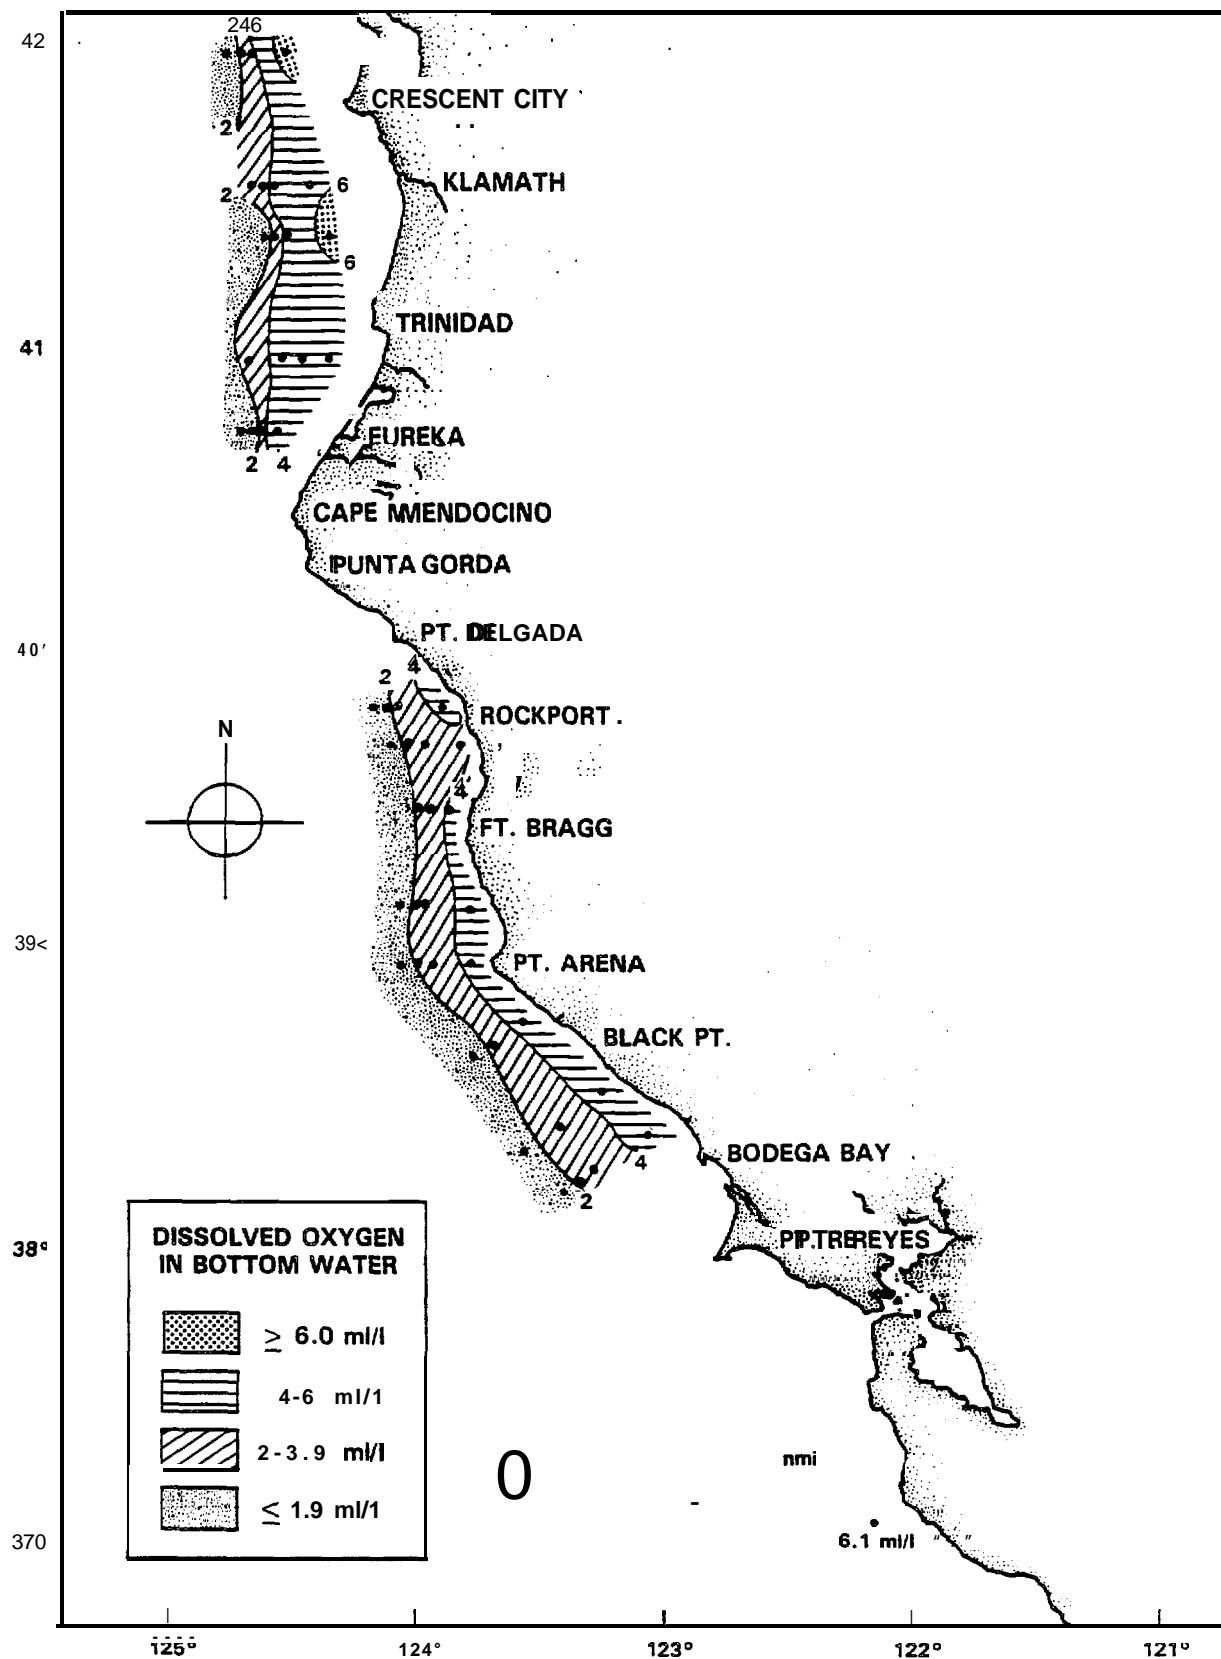 246
42
CRESCENT CITY
2
2
6
KLAMATH
6
TRINIDAD
41
EUREKA
2 4
CAPE MENDOCINO
PUNTA GORDA
PT. DELGADA
40'
4
2
ROCKPORT.
N
4
FT. BRAGG
39<
PT. ARENA
BLACK PT.
BODEGA BAY
4
2
PT. REYES
38°
DISSOLVED OXYGEN
IN BOTTOM WATER
≥ 6.0 ml/l
4-6 ml/1
2-3.9 ml/l
≤ 1.9 ml/1
0
nmi
6.1 ml/l
370
125° 124° 123° 122° 121°